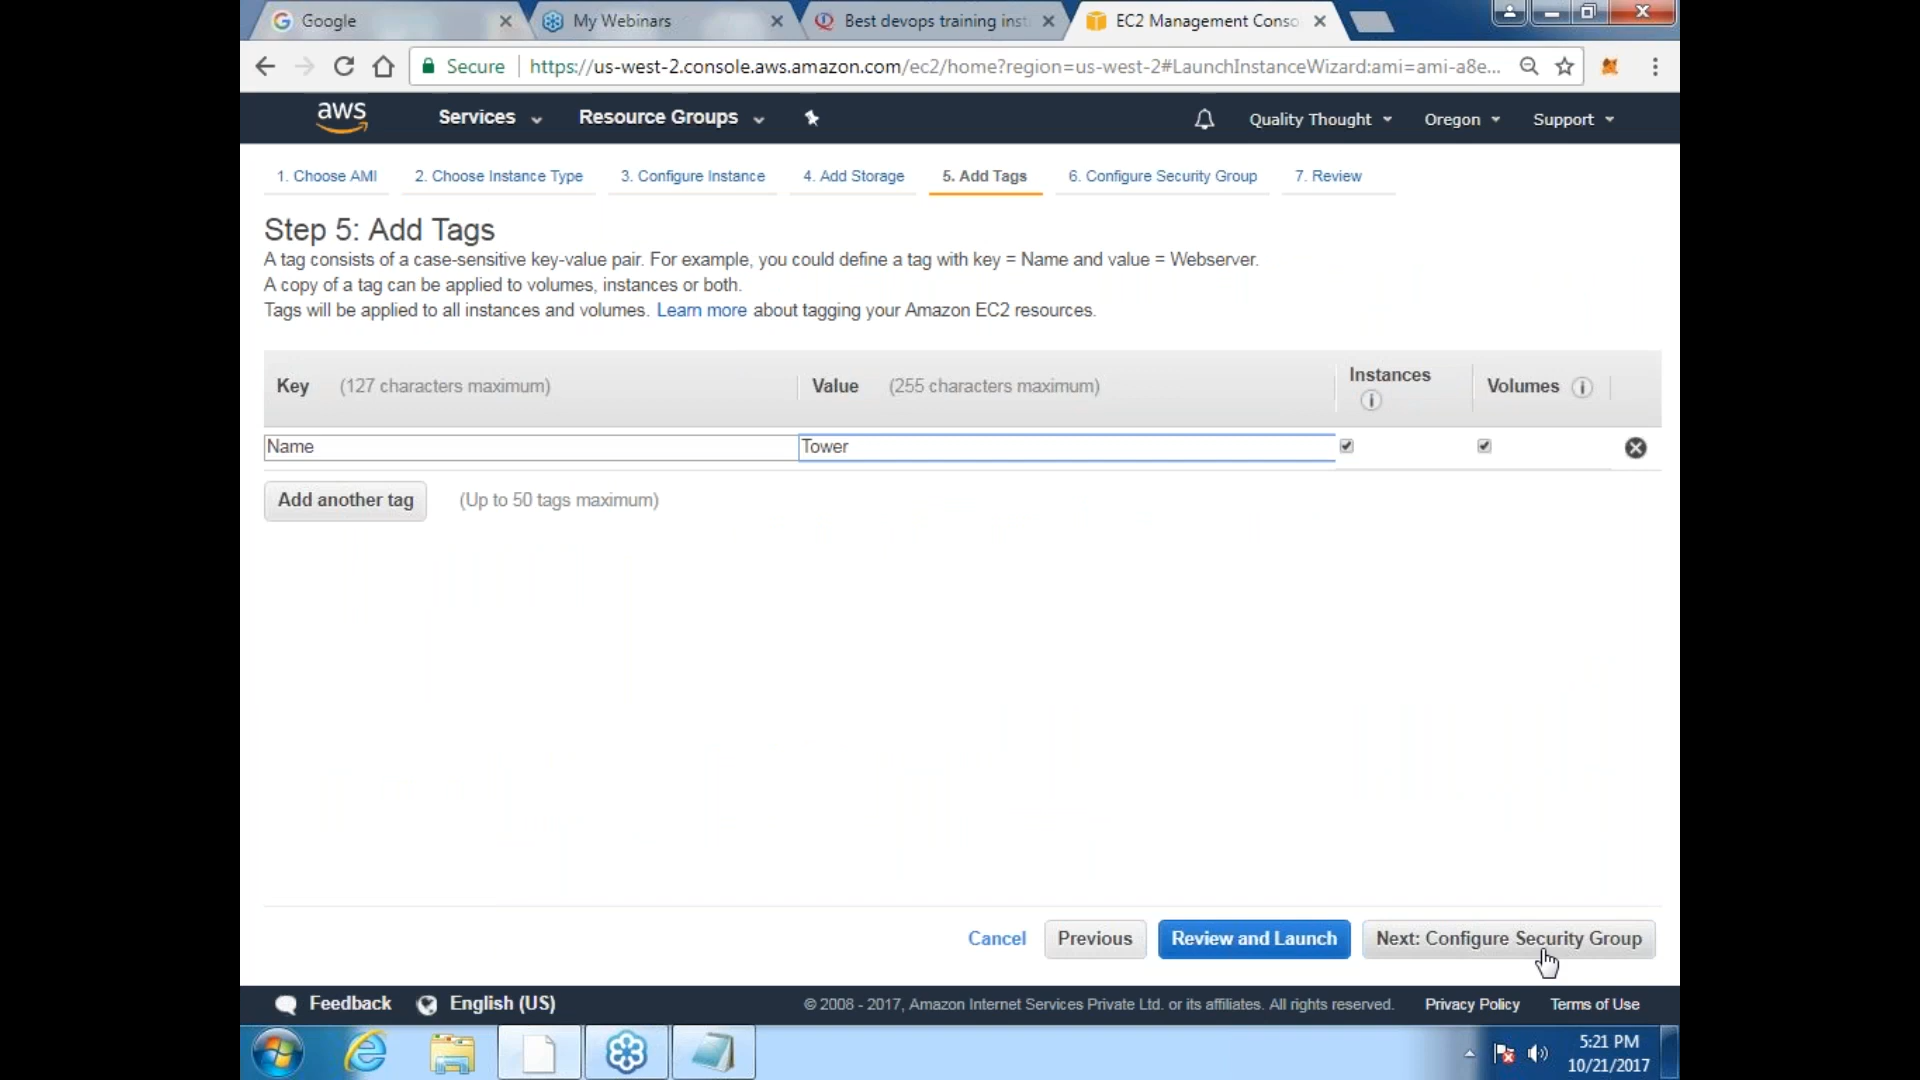 Google
My Webinars
Best devops training inst
EC2 Management Conso
Secure
https://us-west-2.console.aws.amazon.com/ec2/home?region=us-west-2#LaunchInstanceWizard:ami=ami-a8e...
aws
Services
Resource Groups
Quality Thought
Oregon
Support
1. Choose AMI
2. Choose Instance Type
3. Configure Instance
4. Add Storage
5. Add Tags
6. Configure Security Group
7. Review
Step 5: Add Tags
A tag consists of a case-sensitive key-value pair. For example, you could define a tag with key = Name and value = Webserver.
A copy of a tag can be applied to volumes, instances or both.
Tags will be applied to all instances and volumes. Learn more about tagging your Amazon EC2 resources.
Key (127 characters maximum)
Value (255 characters maximum)
Instances
Volumes
Name
Tower
Add another tag
(Up to 50 tags maximum)
Cancel
Previous
Review and Launch
Next: Configure Security Group
Feedback
English (US)
© 2008 - 2017, Amazon Internet Services Private Ltd. or its affiliates. All rights reserved.
Privacy Policy
Terms of Use
5:21 PM
10/21/2017